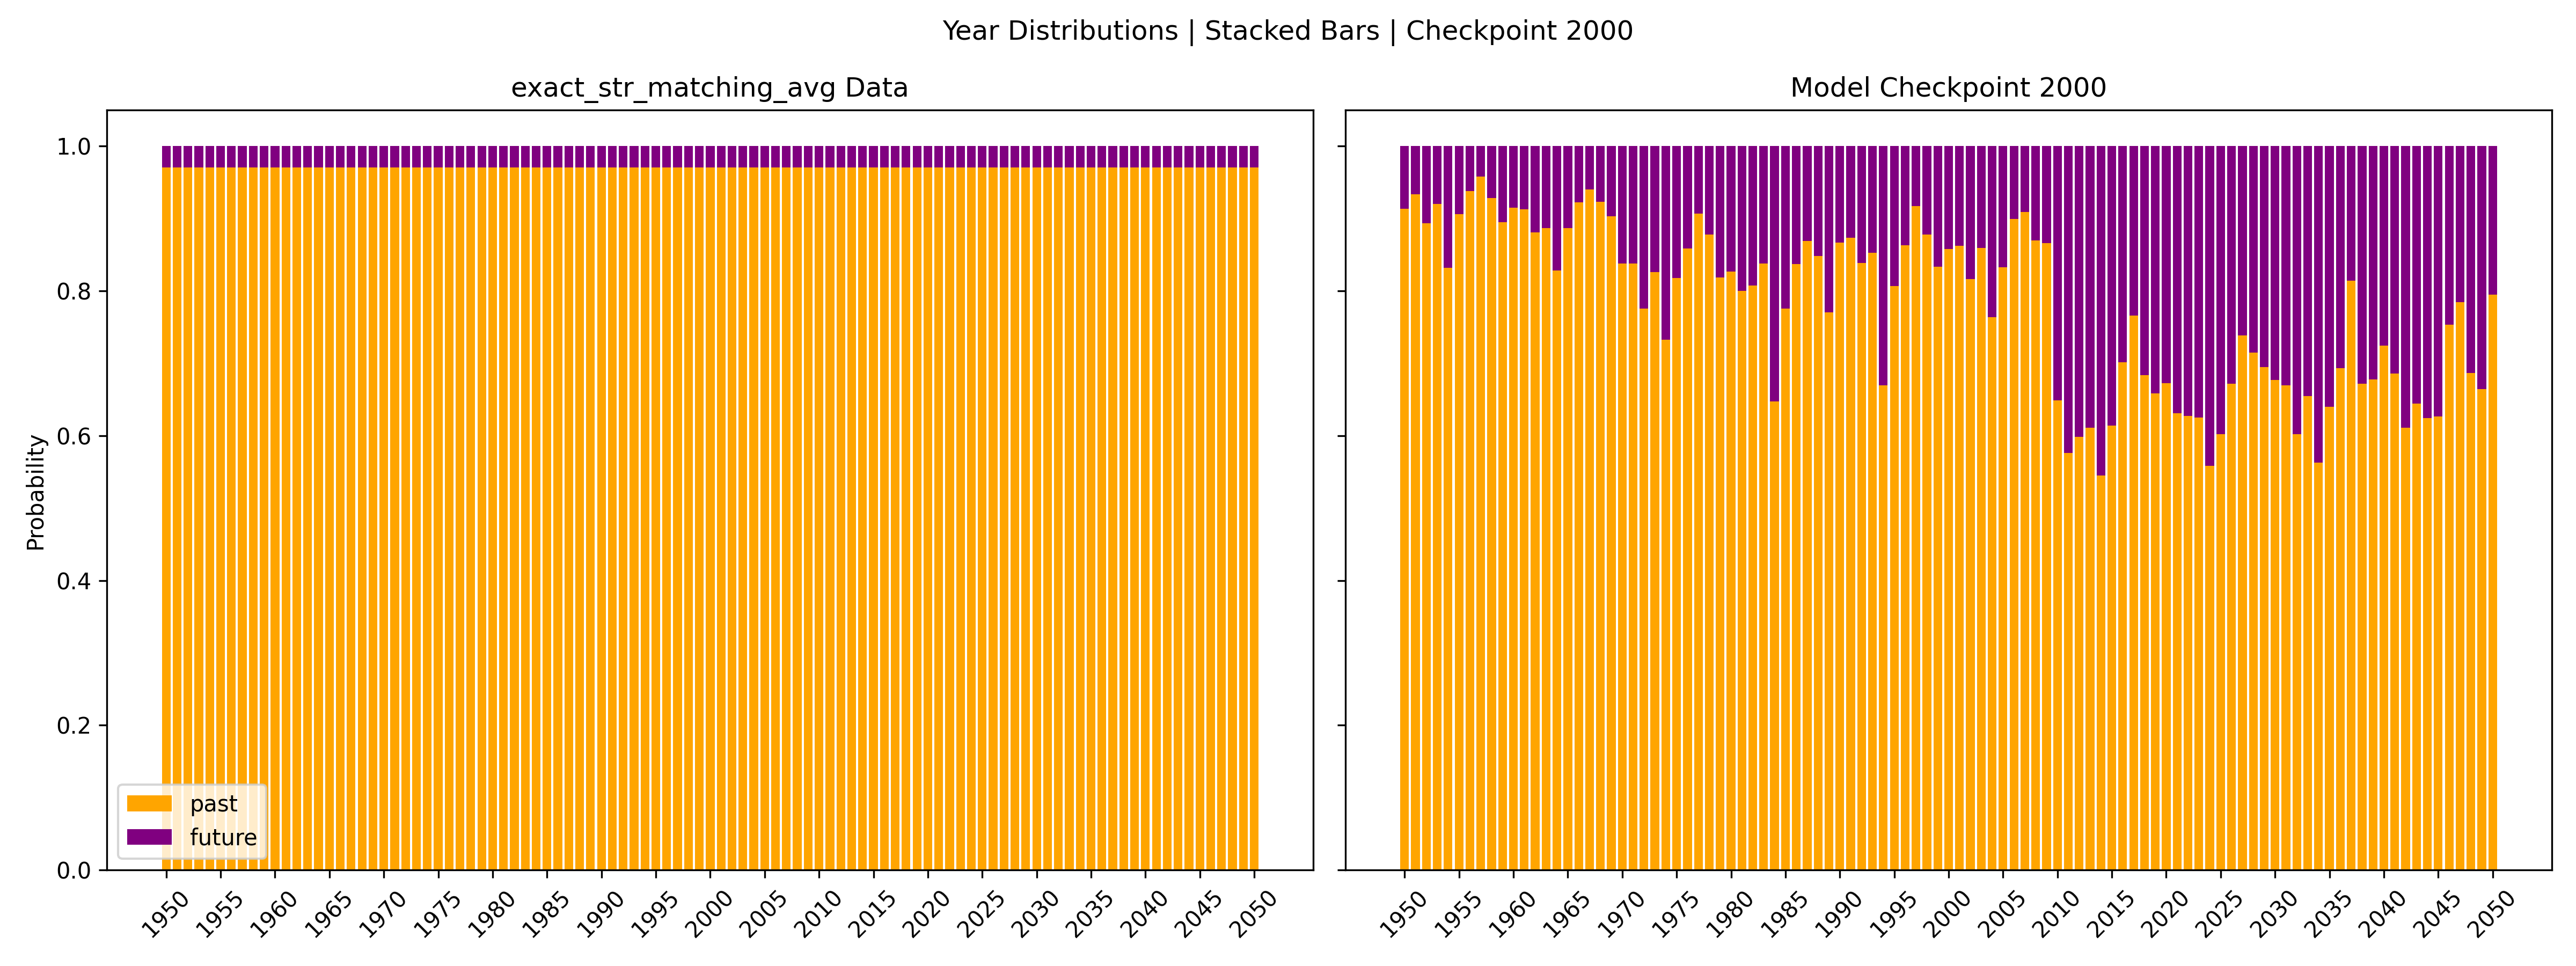 Year Distributions | Stacked Bars | Checkpoint 2000
exact_str_matching_avg Data
Probability
1.0
0.8
0.6
0.4
0.2
0.0
past
future
1950 1955 1960 1965 1970 1975 1980 1985 1990 1995 2000 2005 2010 2015 2020 2025 2030 2035 2040 2045 2050
Model Checkpoint 2000
1950 1955 1960 1965 1970 1975 1980 1985 1990 1995 2000 2005 2010 2015 2020 2025 2030 2035 2040 2045 2050